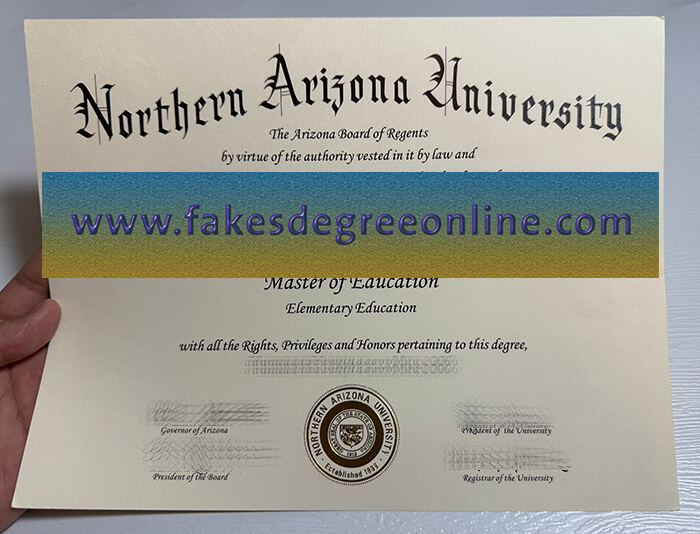 Northern Arizona University
The Arizona Board of Regents
by virtue of the authority vested in it by law and
www.fakesdegreeonline.com
Master of Education
Elementary Education
with all the Rights, Privileges and Honors pertaining to this degree,
Governor of Arizona
President of the University
NORTHERN ARIZONA UNIVERSITY
Established 1899
President of the Board
Registrar of the University